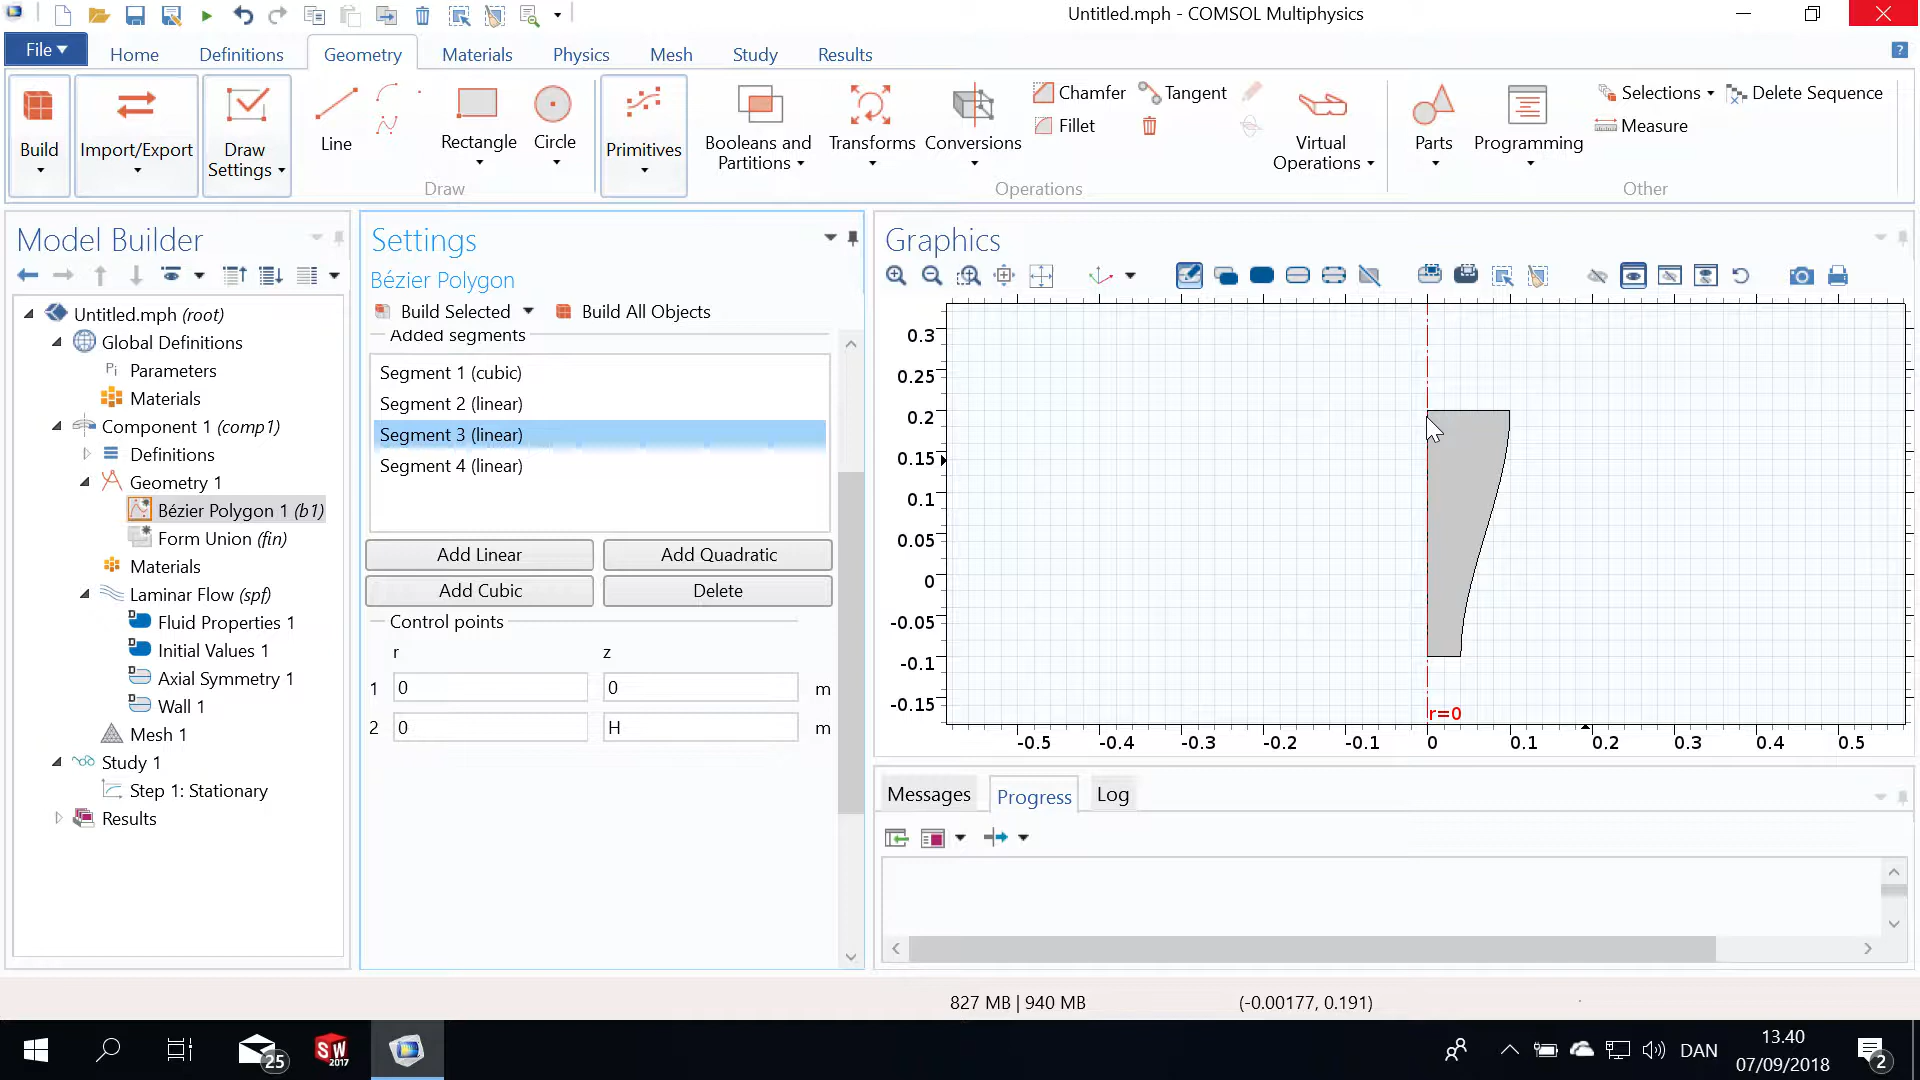 Untitled.mph - COMSOL Multiphysics
File
Home
Definitions
Geometry
Materials
Physics
Mesh
Study
Results
?
Build
Import/Export
Draw
Settings
Line
Rectangle
Circle
Draw
Primitives
Booleans and
Partitions
Transforms
Conversions
Chamfer
Fillet
Tangent
Operations
Virtual
Operations
Parts
Programming
Selections
Measure
Delete Sequence
Other
Model Builder
Untitled.mph (root)
Global Definitions
Pi Parameters
Materials
Component 1 (comp1)
Definitions
Geometry 1
Bézier Polygon 1 (b1)
Form Union (fin)
Materials
Laminar Flow (spf)
D Fluid Properties 1
D Initial Values 1
D Axial Symmetry 1
D Wall 1
Mesh 1
Study 1
Step 1: Stationary
Results
Settings
Bézier Polygon
Build Selected
Build All Objects
Added segments
Segment 1 (cubic)
Segment 2 (linear)
Segment 3 (linear)
Segment 4 (linear)
Add Linear
Add Quadratic
Add Cubic
Delete
Control points
r z
1 0 0 m
2 0 H m
Graphics
0.3
0.25
0.2
0.15
0.1
0.05
0
-0.05
-0.1
-0.15
r=0
-0.5 -0.4 -0.3 -0.2 -0.1 0 0.1 0.2 0.3 0.4 0.5
Messages
Progress
Log
827 MB | 940 MB
(-0.00177, 0.191)
25
SW
2017
DAN
13.40
07/09/2018
2